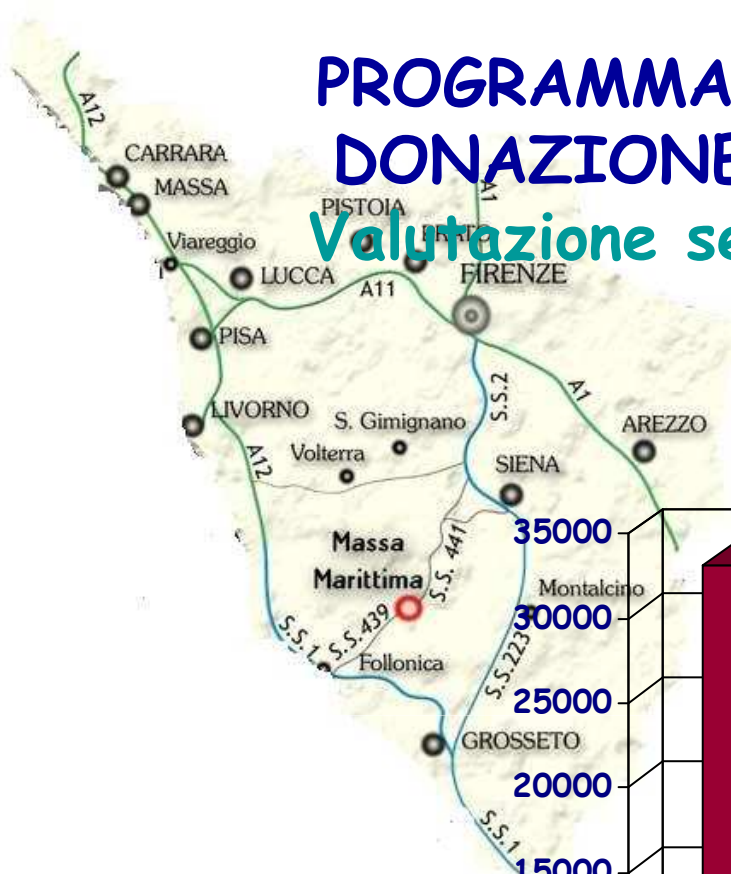 PROGRAMMA
DONAZIONE
Valutazione se
A12
CARRARA
MASSA
A1
PISTOIA
PRATO
Viareggio
LUCCA
A11
FIRENZE
PISA
S.S.2
A1
LIVORNO
S. Gimignano
AREZZO
A12
Volterra
SIENA
35000
Massa
Marittima
S.S. 441
Montalcino
30000
S.S.1
S.S.439
Follonica
S.S.223
25000
GROSSETO
20000
S.S.1
15000